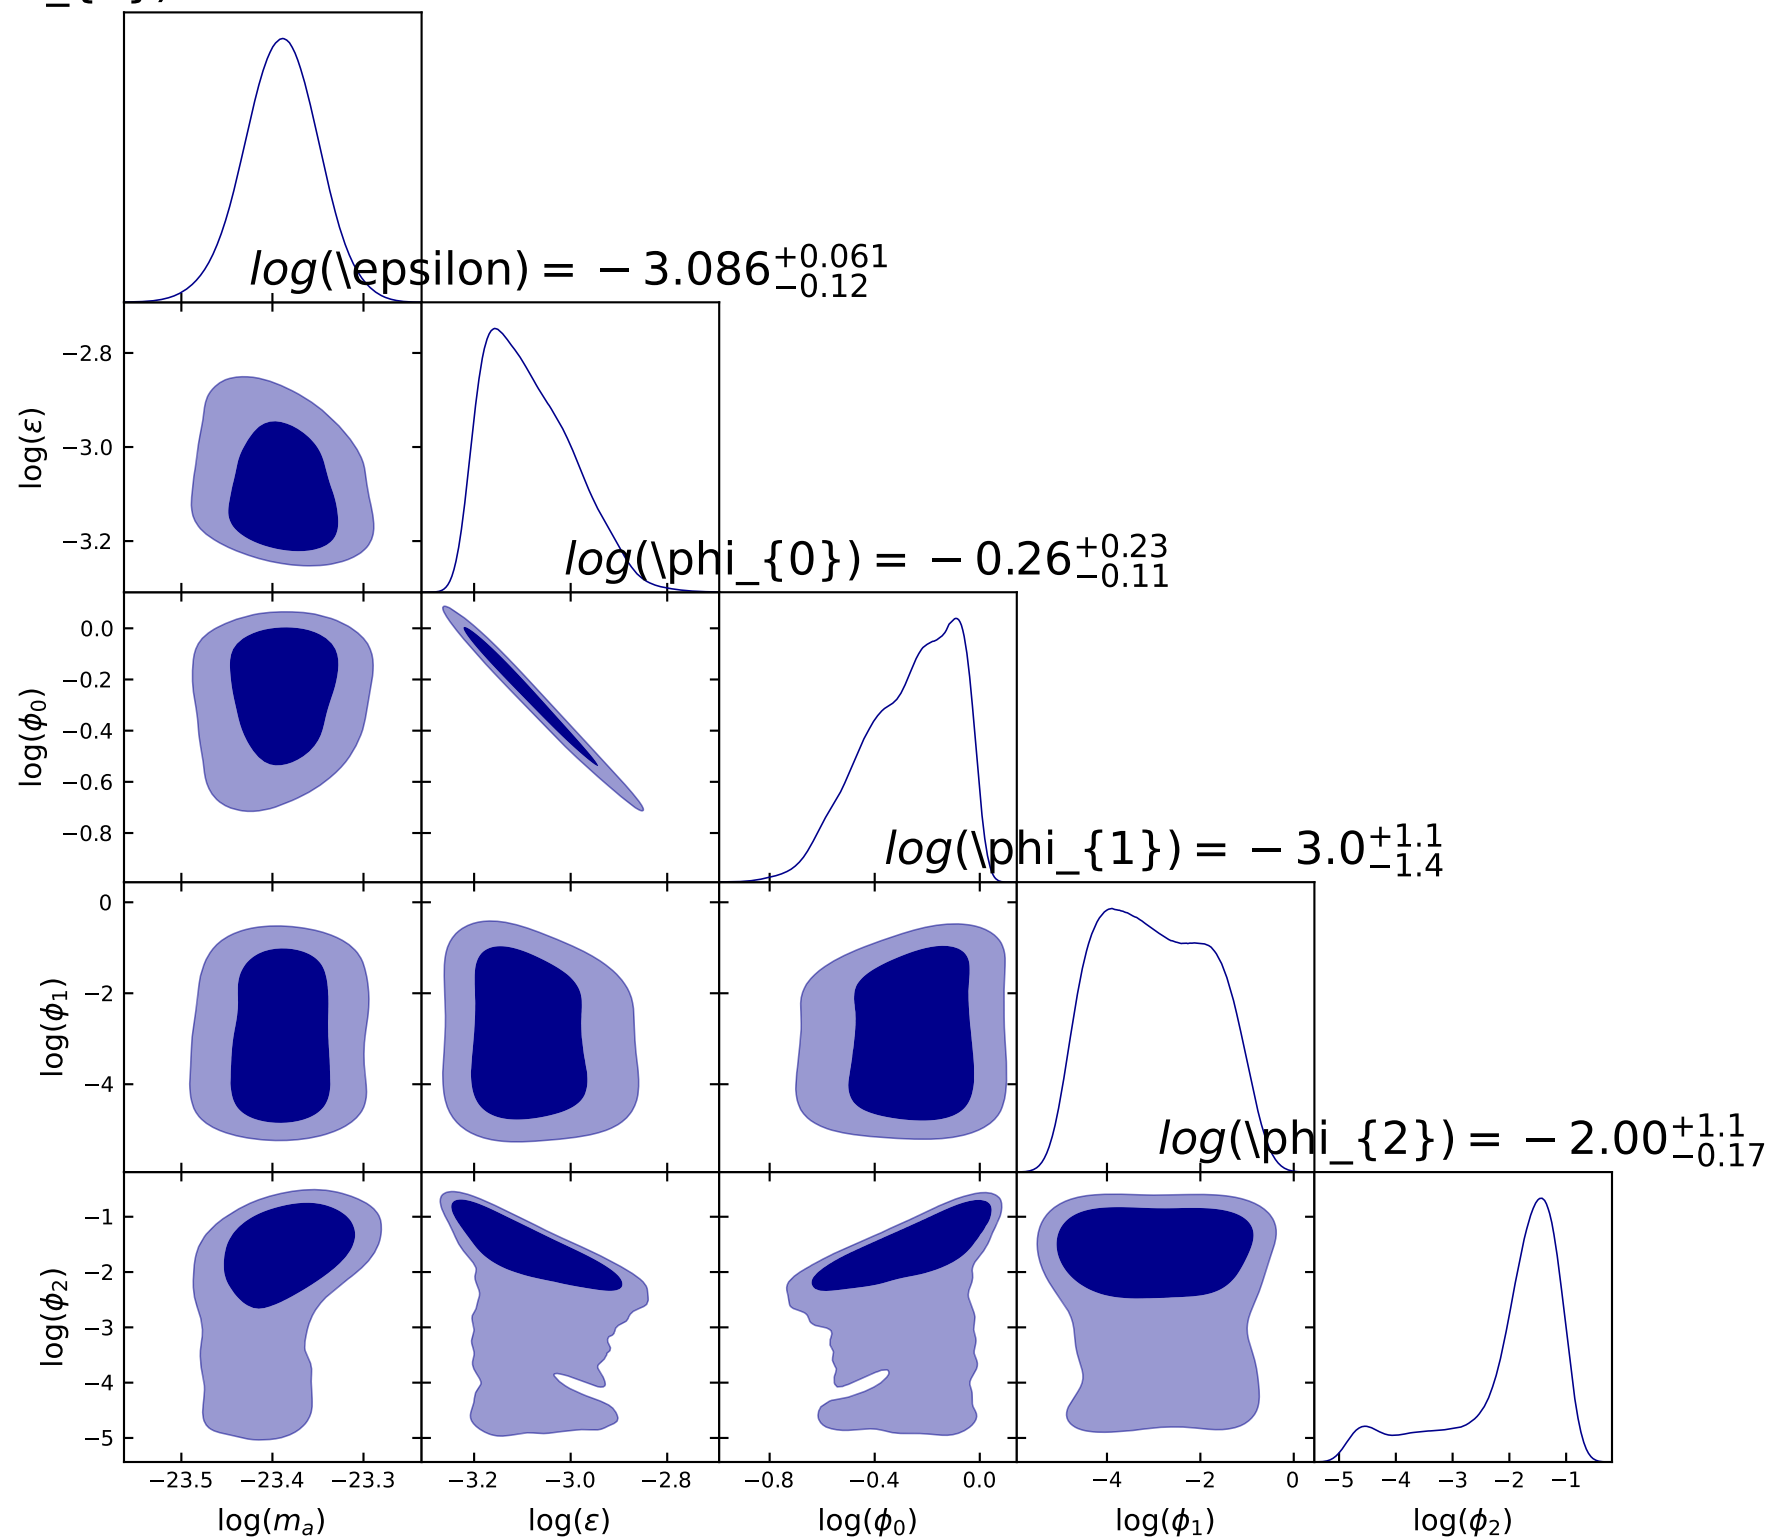 log(\epsilon) = −3.086 +0.061 −0.12
−2.8
−3.0
−3.2
log(ε)
log(\phi_{0}) = −0.26 +0.23 −0.11
0.0
−0.2
−0.4
−0.6
−0.8
log(ϕ0)
log(\phi_{1}) = −3.0 +1.1 −1.4
0
−2
−4
log(ϕ1)
log(\phi_{2}) = −2.00 +1.1 −0.17
−1
−2
−3
−4
−5
log(ϕ2)
−23.5 −23.4 −23.3 −3.2 −3.0 −2.8 −0.8 −0.4 0.0 −4 −2 0 −5 −4 −3 −2 −1
log(ma) log(ε) log(ϕ0) log(ϕ1) log(ϕ2)